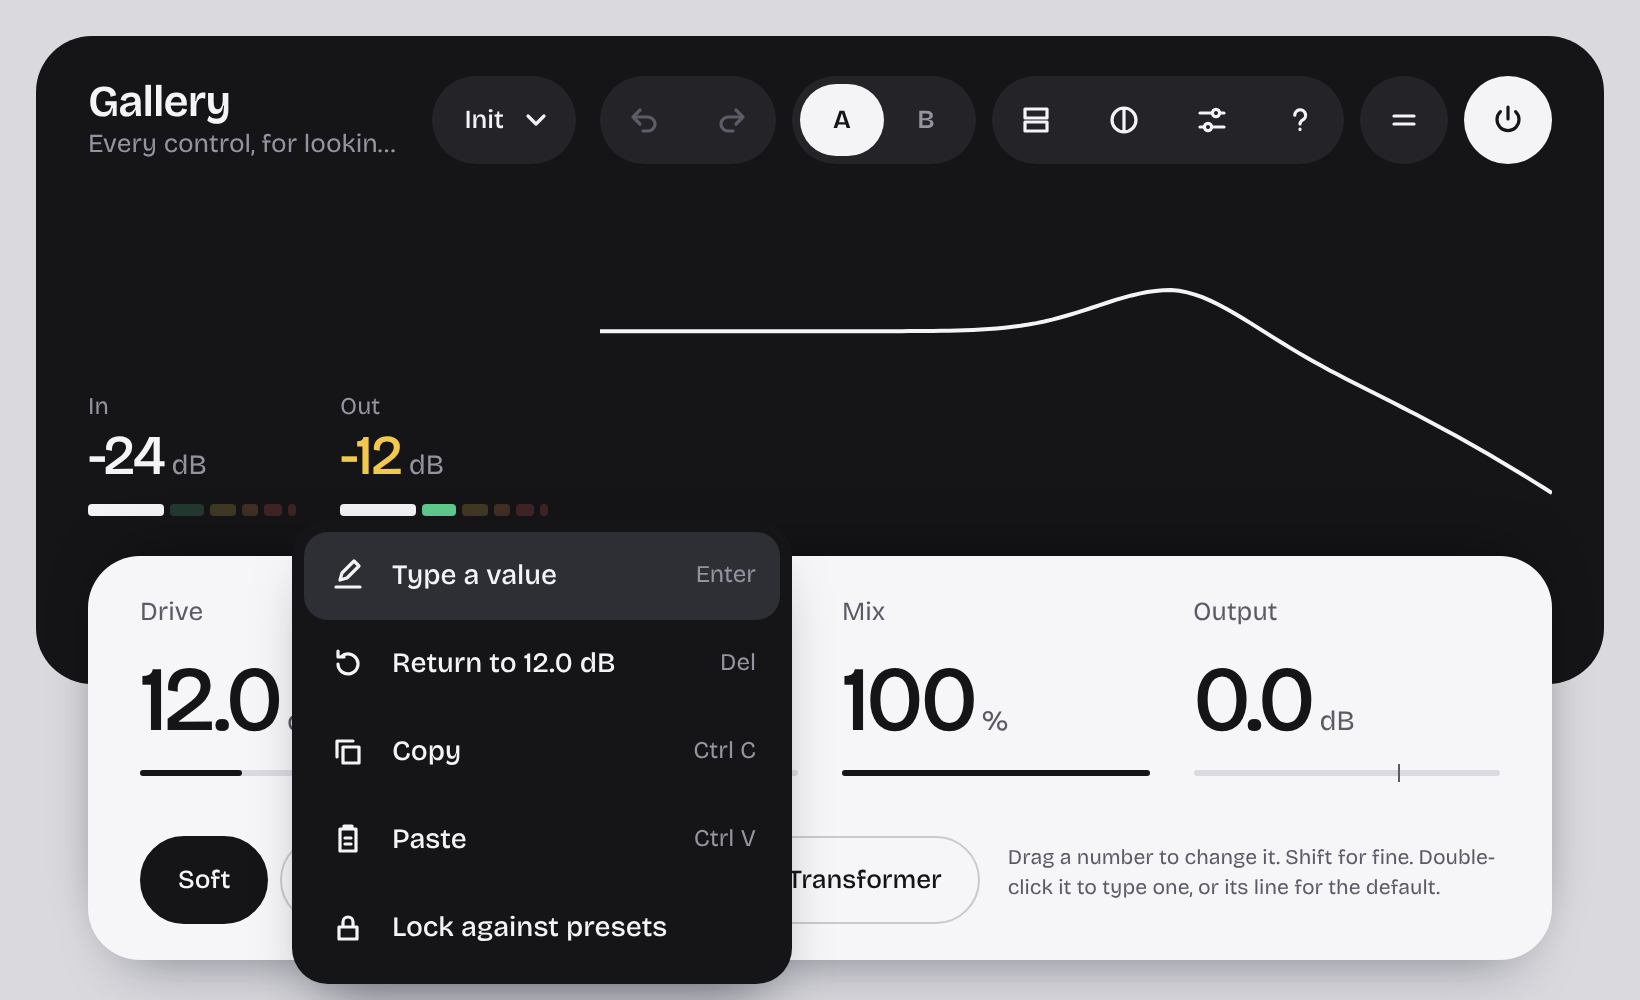 Gallery
Every control, for lookin...
Init
A
B
In
-24 dB
Out
-12 dB
Type a value Enter
Return to 12.0 dB Del
Copy Ctrl C
Paste Ctrl V
Lock against presets
Drive
12.0
Mix
100 %
Output
0.0 dB
Soft
Transformer
Drag a number to change it. Shift for fine. Double-
click it to type one, or its line for the default.